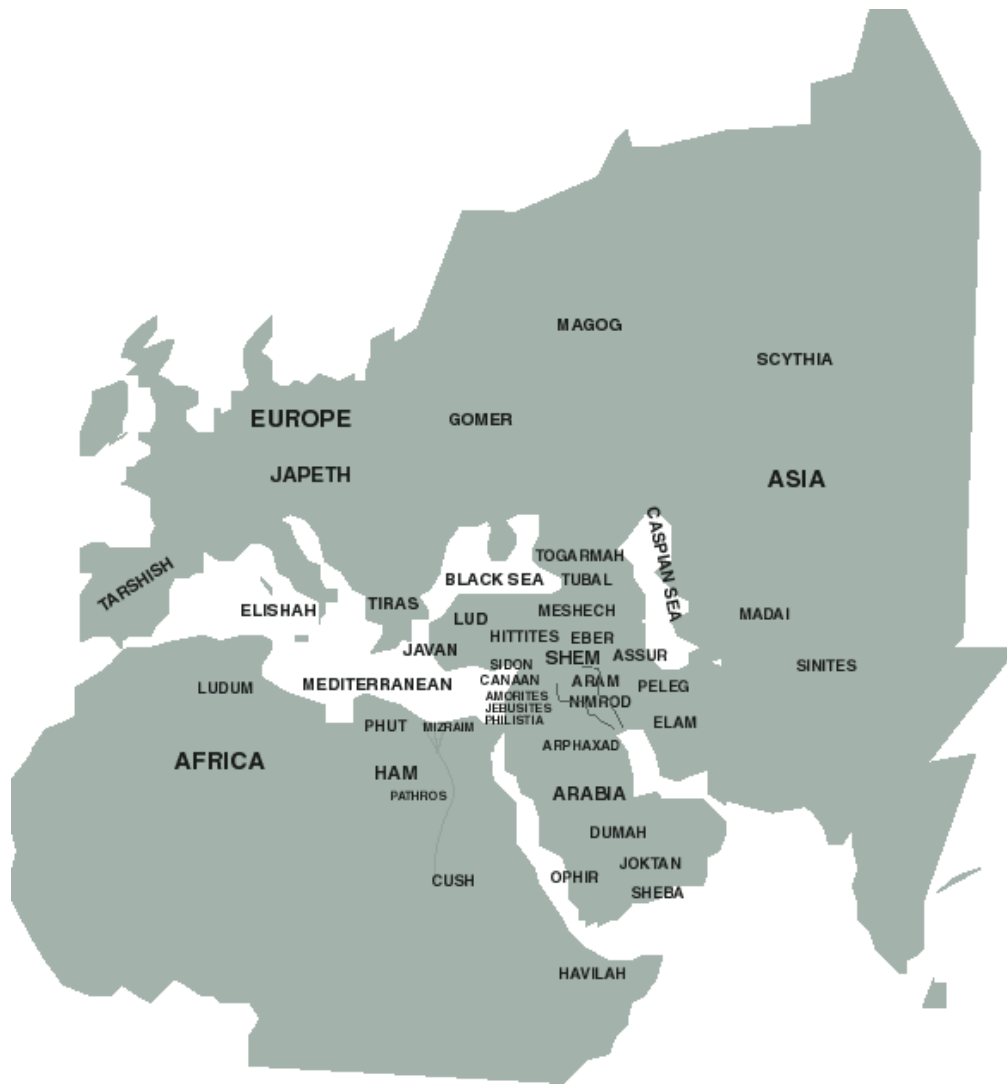 MAGOG
SCYTHIA
EUROPE
GOMER
JAPETH
ASIA
CASPIAN SEA
TOGARMAH
TARSHISH
BLACK SEA
TUBAL
ELISHAH
TIRAS
MESHECH
MADAI
LUD
HITTITES
EBER
JAVAN
SHEM
ASSUR
SIDON
SINITES
CANAAN
ARAM
LUDUM
MEDITERRANEAN
PELEG
AMORITES
NIMROD
JEBUSITES
PHILISTIA
PHUT
MIZRAIM
ELAM
ARPHAXAD
AFRICA
HAM
PATHROS
ARABIA
DUMAH
JOKTAN
CUSH
OPHIR
SHEBA
HAVILAH